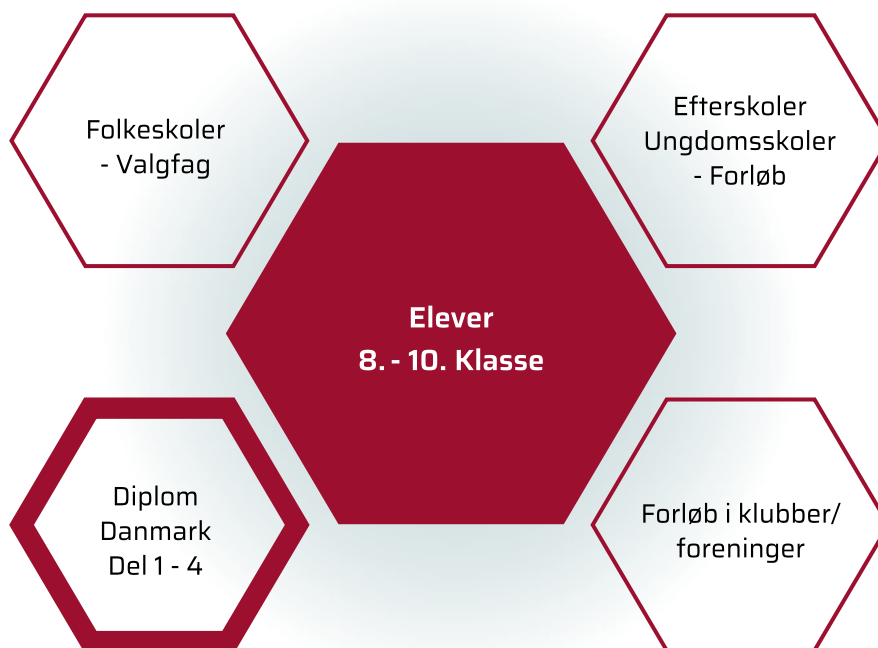 Folkeskoler
- Valgfag
Efterskoler
Ungdomsskoler
- Forløb
Elever
8. - 10. Klasse
Diplom
Danmark
Del 1 - 4
Forløb i klubber/
foreninger